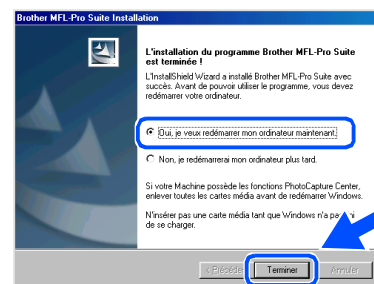 Brother MFL-Pro Suite Installation
L'installation du programme Brother MFL-Pro Suite
est terminée !
L'InstallShield Wizard a installé Brother MFL-Pro Suite avec
succès. Avant de pouvoir utiliser le programme, vous devez
redémarrer votre ordinateur.
Oui, je veux redémarrer mon ordinateur maintenant.
Non, je redémarrerai mon ordinateur plus tard.
Si votre Machine possède les fonctions PhotoCapture Center,
enlever toutes les cartes média avant de redémarrer Windows.
N'insérer pas une carte média tant que Windows n'a
de se charger.
Terminer
Annuler